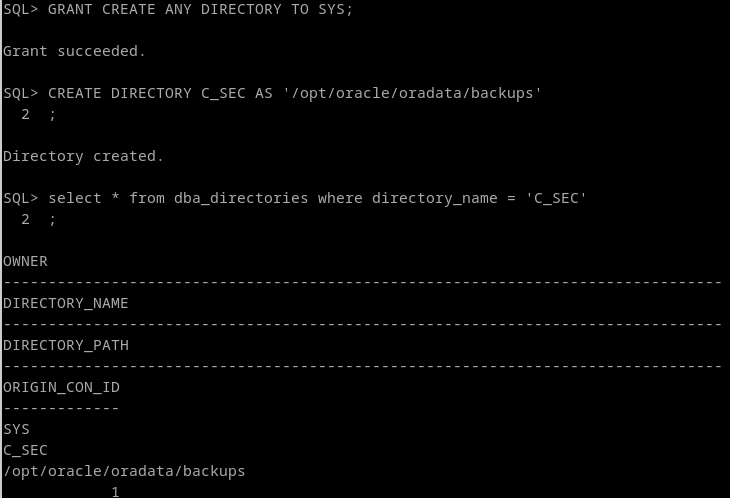 SQL> GRANT CREATE ANY DIRECTORY TO SYS;
Grant succeeded.
SQL> CREATE DIRECTORY C_SEC AS '/opt/oracle/oradata/backups'
  2  ;
Directory created.
SQL> select * from dba_directories where directory_name = 'C_SEC'
  2  ;
OWNER
--------------------------------------------------------------------------------
DIRECTORY_NAME
--------------------------------------------------------------------------------
DIRECTORY_PATH
--------------------------------------------------------------------------------
ORIGIN_CON_ID
-------------
SYS
C_SEC
/opt/oracle/oradata/backups
            1